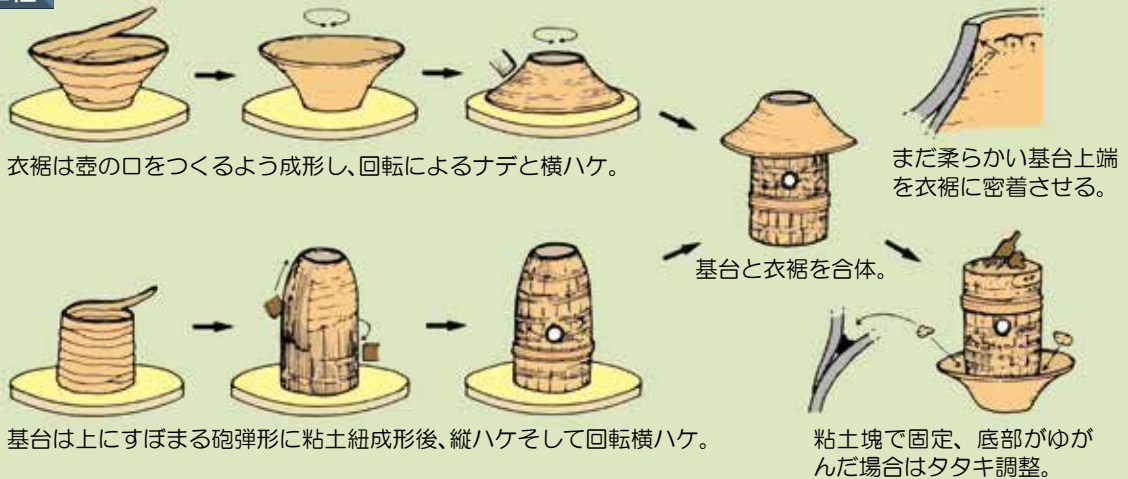 衣裾は壺の口をつくるよう成形し、回転によるナデと横ハケ。
まだ柔らかい基台上端
を衣裾に密着させる。
基台と衣裾を合体。
基台は上にすぼまる砲弾形に粘土紐成形後、縦ハケそして回転横ハケ。
粘土塊で固定、底部がゆが
んだ場合はタタキ調整。